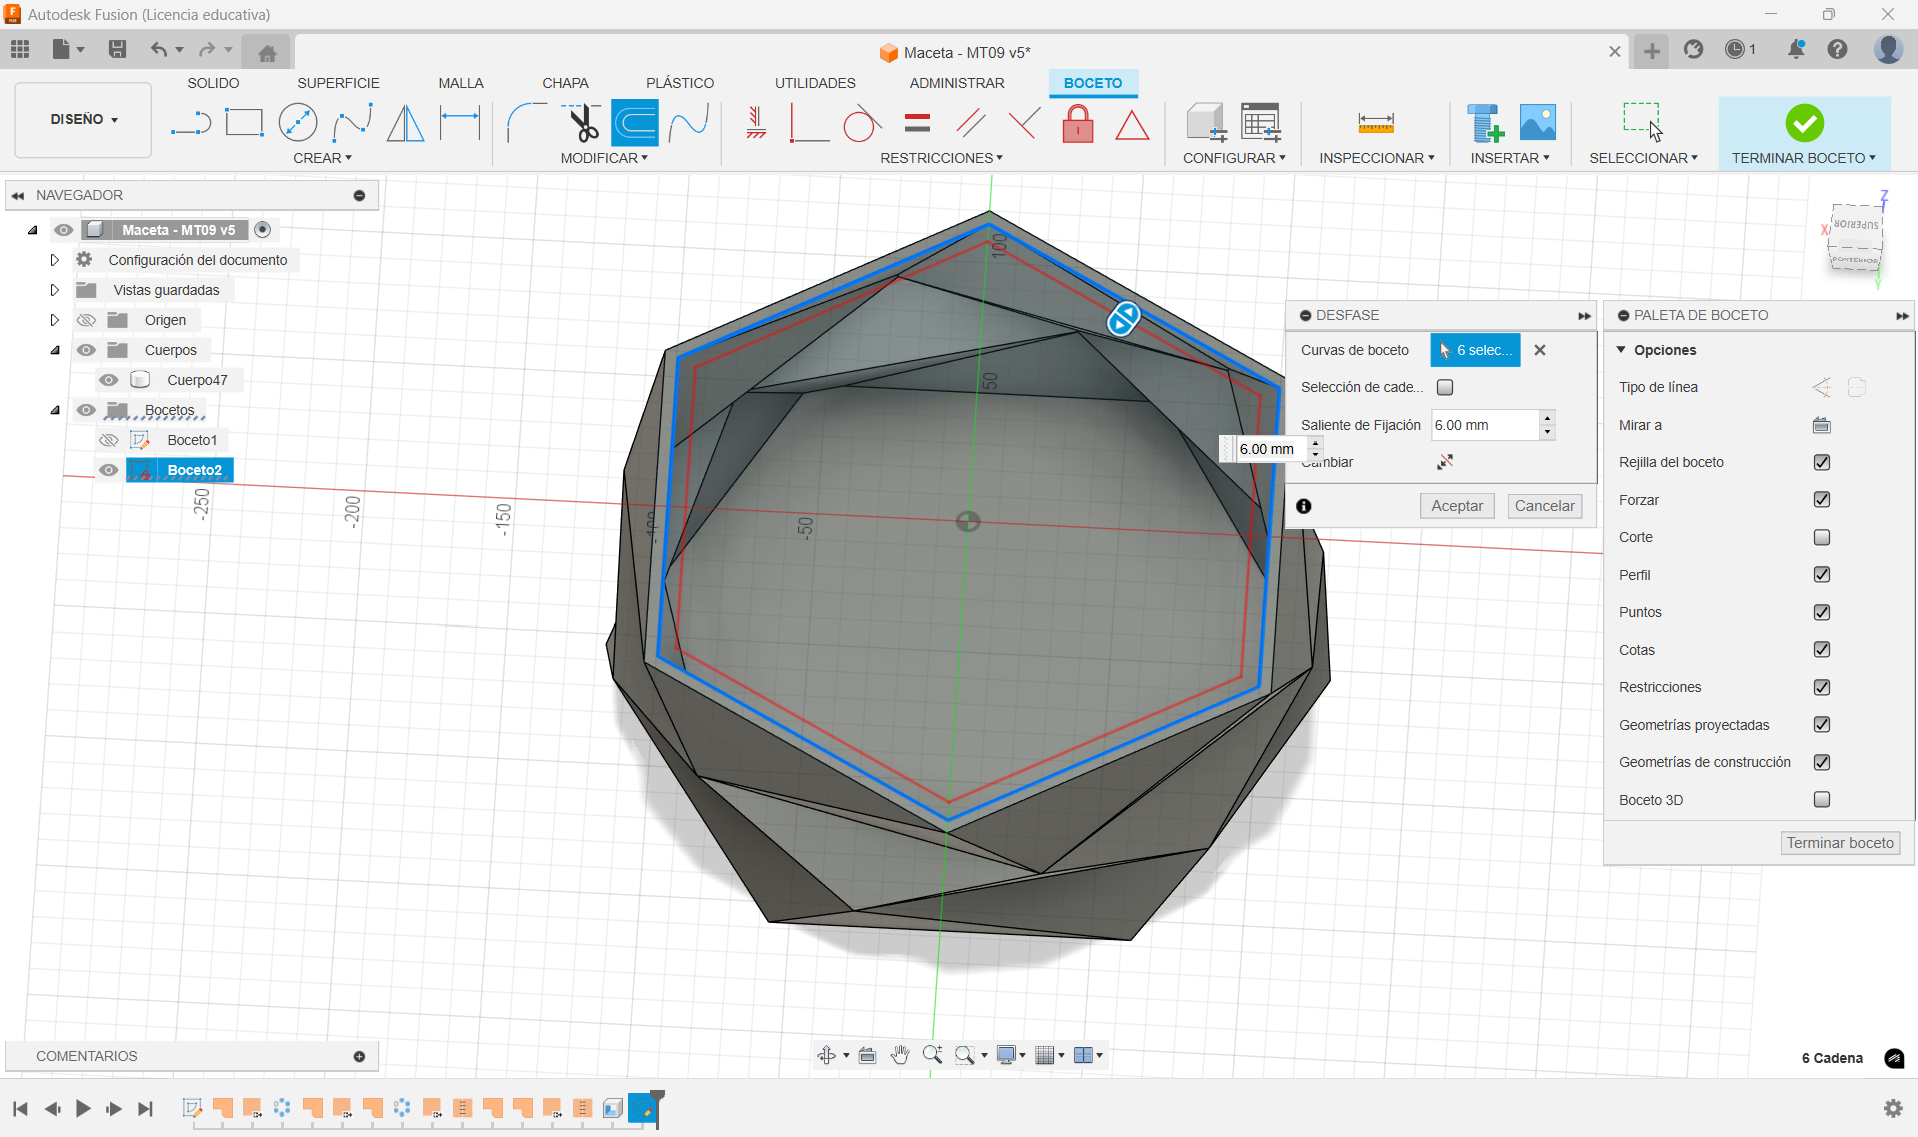 Autodesk Fusion (Licencia educativa)
Maceta - MT09 v5*
1
DISEÑO
SOLIDO
SUPERFICIE
MALLA
CHAPA
PLÁSTICO
UTILIDADES
ADMINISTRAR
BOCETO
CREAR
MODIFICAR
RESTRICCIONES
CONFIGURAR
INSPECCIONAR
INSERTAR
SELECCIONAR
TERMINAR BOCETO
NAVEGADOR
Maceta - MT09 v5
Configuración del documento
Vistas guardadas
Origen
Cuerpos
Cuerpo47
Bocetos
Boceto1
Boceto2
-250
-200
-150
-100
-50
50
100
6.00 mm
Z
X
Y
SUPERIOR
POSTERIOR
DESFASE
Curvas de boceto
6 selec...
Selección de cade...
Saliente de Fijación
6.00 mm
Cambiar
Aceptar
Cancelar
PALETA DE BOCETO
Opciones
Tipo de línea
Mirar a
Rejilla del boceto
Forzar
Corte
Perfil
Puntos
Cotas
Restricciones
Geometrías proyectadas
Geometrías de construcción
Boceto 3D
Terminar boceto
COMENTARIOS
6 Cadena